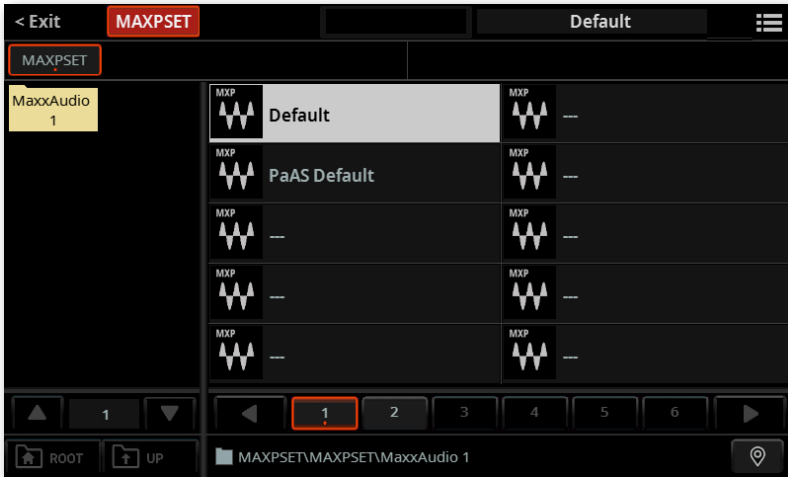 < Exit MAXPSET Default
MAXPSET
MaxxAudio
1
MXP Default MXP ---
MXP PaAS Default MXP ---
MXP --- MXP ---
MXP --- MXP ---
MXP --- MXP ---
1 1 2 3 4 5 6
ROOT UP MAXPSET\MAXPSET\MaxxAudio 1